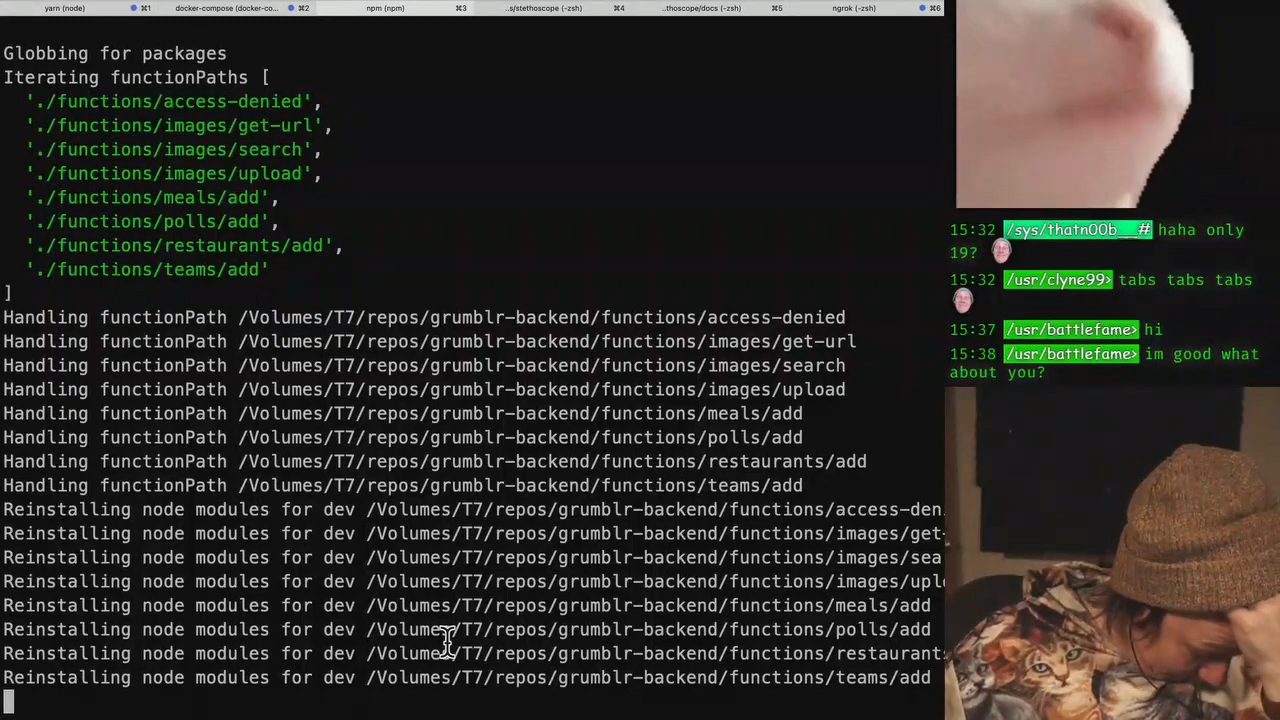 yarn (node) ⌘1 docker-compose (docker-co... ⌘2 npm (npm) ⌘3 ..s/stethoscope (-zsh) ⌘4 ..thoscope/docs (-zsh) ⌘5 ngrok (-zsh) ⌘6
Globbing for packages
Iterating functionPaths [
'./functions/access-denied',
'./functions/images/get-url',
'./functions/images/search',
'./functions/images/upload',
'./functions/meals/add',
'./functions/polls/add',
'./functions/restaurants/add',
'./functions/teams/add'
]
Handling functionPath /Volumes/T7/repos/grumblr-backend/functions/access-denied
Handling functionPath /Volumes/T7/repos/grumblr-backend/functions/images/get-url
Handling functionPath /Volumes/T7/repos/grumblr-backend/functions/images/search
Handling functionPath /Volumes/T7/repos/grumblr-backend/functions/images/upload
Handling functionPath /Volumes/T7/repos/grumblr-backend/functions/meals/add
Handling functionPath /Volumes/T7/repos/grumblr-backend/functions/polls/add
Handling functionPath /Volumes/T7/repos/grumblr-backend/functions/restaurants/add
Handling functionPath /Volumes/T7/repos/grumblr-backend/functions/teams/add
Reinstalling node modules for dev /Volumes/T7/repos/grumblr-backend/functions/access-den
Reinstalling node modules for dev /Volumes/T7/repos/grumblr-backend/functions/images/get-
Reinstalling node modules for dev /Volumes/T7/repos/grumblr-backend/functions/images/sea
Reinstalling node modules for dev /Volumes/T7/repos/grumblr-backend/functions/images/uplo
Reinstalling node modules for dev /Volumes/T7/repos/grumblr-backend/functions/meals/add
Reinstalling node modules for dev /Volumes/T7/repos/grumblr-backend/functions/polls/add
Reinstalling node modules for dev /Volumes/T7/repos/grumblr-backend/functions/restaurants
Reinstalling node modules for dev /Volumes/T7/repos/grumblr-backend/functions/teams/add
15:32 /sys/thatn00b__# haha only
19?
15:32 /usr/clyne99> tabs tabs tabs
15:37 /usr/battlefame> hi
15:38 /usr/battlefame> im good what
about you?